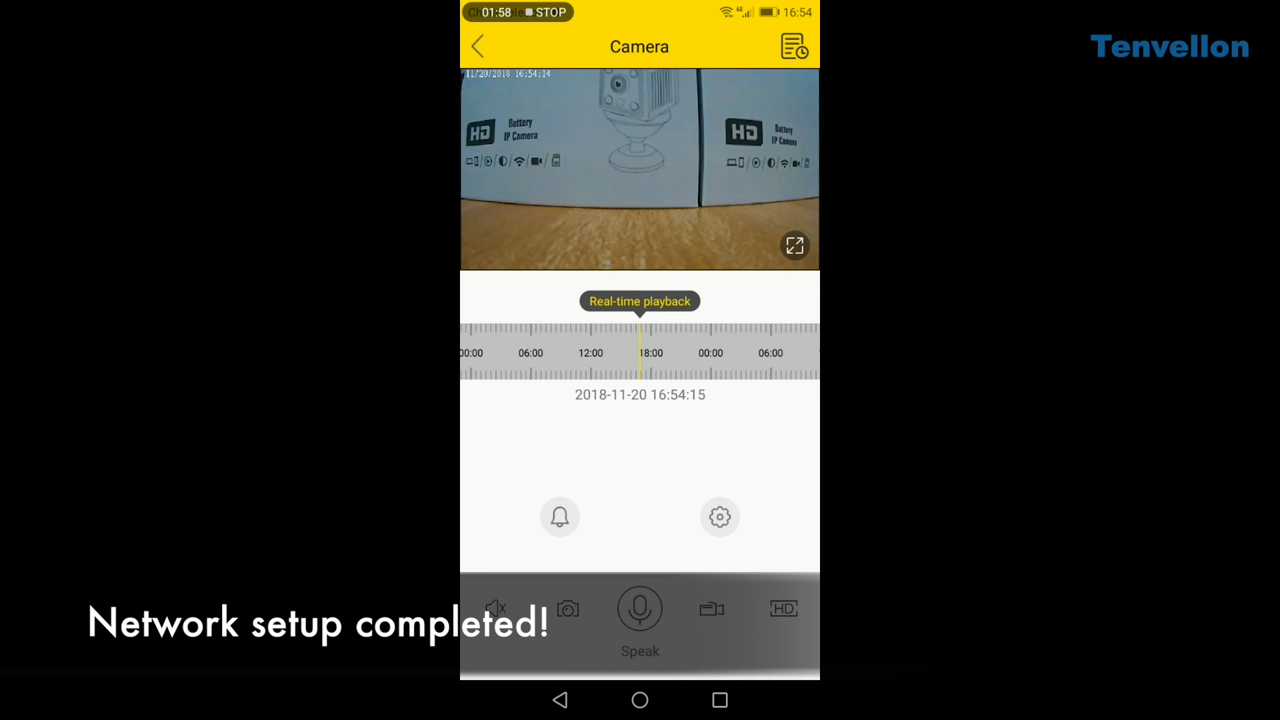 01:58 STOP
16:54
Camera
Tenvellon
11/20/2018 16:54:14
HD Battery IP Camera
HD Battery IP Camera
Real-time playback
00:00 06:00 12:00 18:00 00:00 06:00
2018-11-20 16:54:15
HD
Network setup completed!
Speak